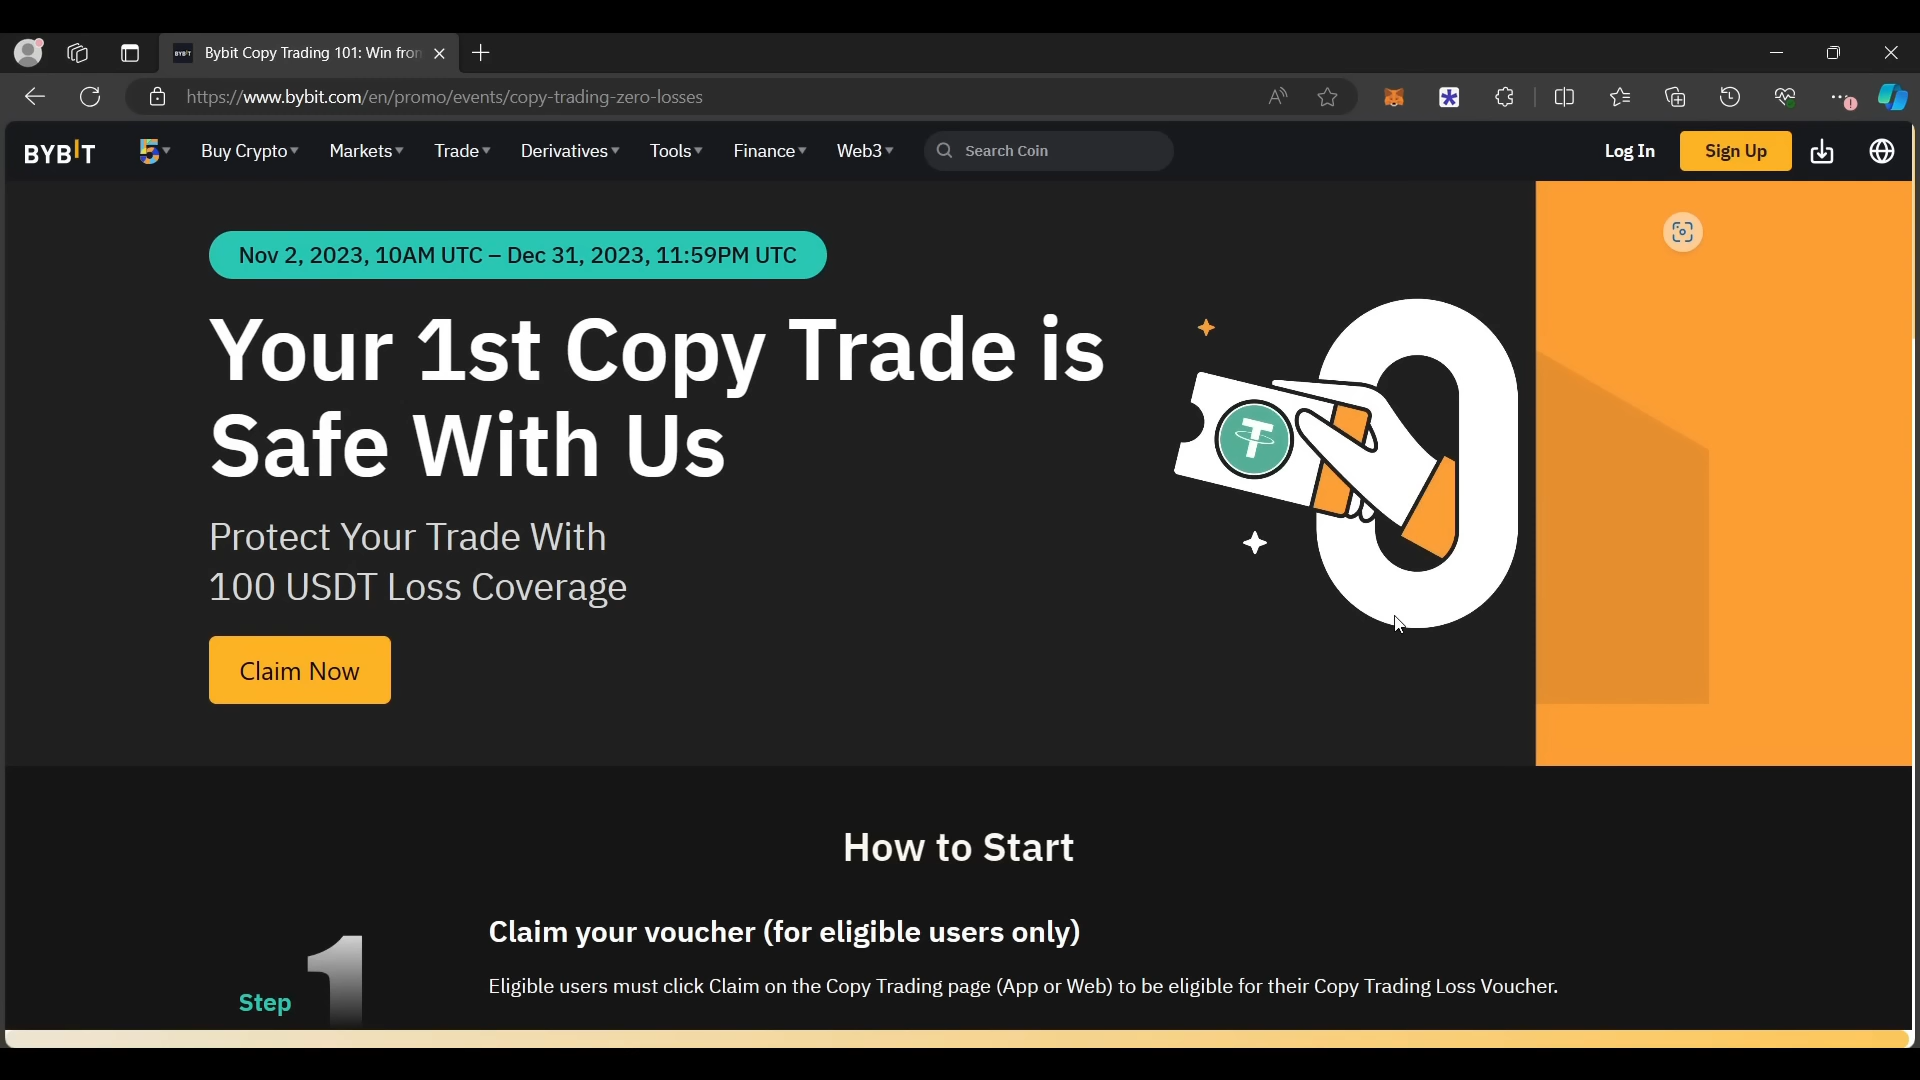 BYBIT Bybit Copy Trading 101: Win fron
https://www.bybit.com/en/promo/events/copy-trading-zero-losses
BYBIT 5 Buy Crypto Markets Trade Derivatives Tools Finance Web3 Search Coin Log In Sign Up
Nov 2, 2023, 10AM UTC – Dec 31, 2023, 11:59PM UTC
Your 1st Copy Trade is
Safe With Us
Protect Your Trade With
100 USDT Loss Coverage
Claim Now
How to Start
Step 1
Claim your voucher (for eligible users only)
Eligible users must click Claim on the Copy Trading page (App or Web) to be eligible for their Copy Trading Loss Voucher.